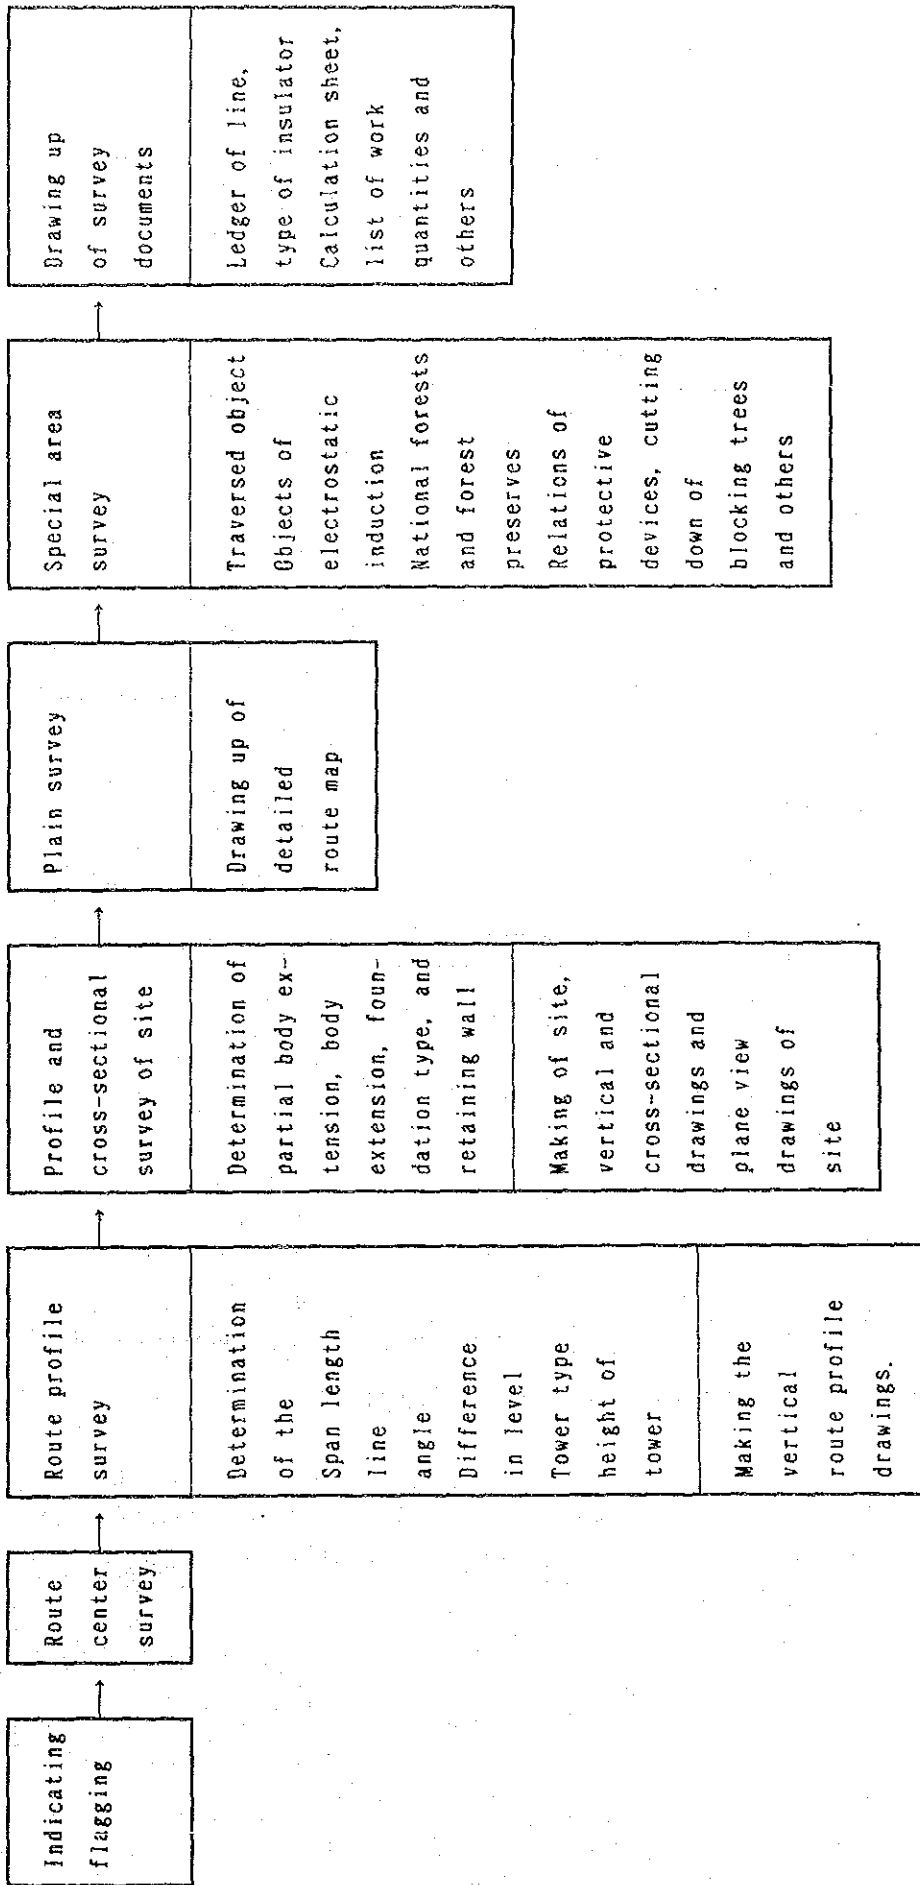 Indicating
flagging
Route
center
survey
Route profile
survey
Determination
of the
Span length
line
angle
Difference
in level
Tower type
height of
tower
Making the
vertical
route profile
drawings.
Profile and
cross-sectional
survey of site
Determination of
partial body ex-
tension, body
extension, foun-
dation type, and
retaining wall
Making of site,
vertical and
cross-sectional
drawings and
plane view
drawings of
site
Plain survey
Drawing up of
detailed
route map
Special area
survey
Traversed object
Objects of
electrostatic
induction
National forests
and forest
preserves
Relations of
protective
devices, cutting
down of
blocking trees
and others
Drawing up
of survey
documents
Ledger of line,
type of insulator
Calculation sheet,
list of work
quantities and
others